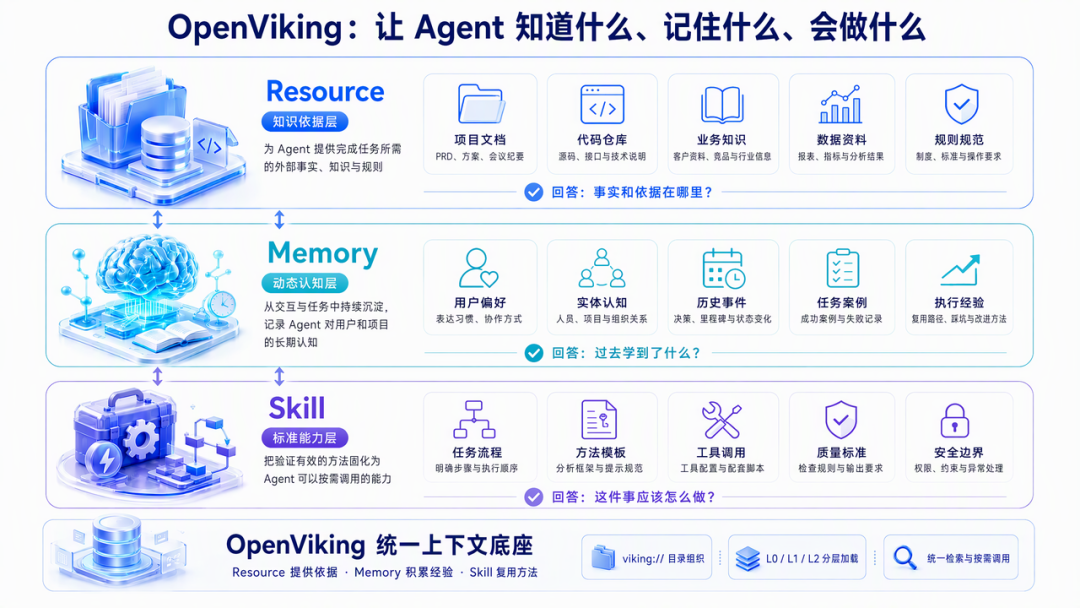 OpenViking：让 Agent 知道什么、记住什么、会做什么
Resource
知识依据层
为 Agent 提供完成任务所需
的外部事实、知识与规则
</>
项目文档
PRD、方案、会议纪要
</>
代码仓库
源码、接口与技术说明
业务知识
客户资料、竞品与行业信息
数据资料
报表、指标与分析结果
规则规范
制度、标准与操作要求
回答：事实和依据在哪里？
Memory
动态认知层
从交互与任务中持续沉淀，
记录 Agent 对用户和项目
的长期认知
用户偏好
表达习惯、协作方式
实体认知
人员、项目与组织关系
历史事件
决策、里程碑与状态变化
任务案例
成功案例与失败记录
执行经验
复用路径、踩坑与改进方法
回答：过去学到了什么？
Skill
标准能力层
把验证有效的方法固化为
Agent 可以按需调用的能力
任务流程
明确步骤与执行顺序
方法模板
分析框架与提示规范
工具调用
工具配置与配套脚本
质量标准
检查规则与输出要求
安全边界
权限、约束与异常处理
回答：这件事应该怎么做？
OpenViking 统一上下文底座
Resource 提供依据 · Memory 积累经验 · Skill 复用方法
viking:// 目录组织
L0 / L1 / L2 分层加载
统一检索与按需调用